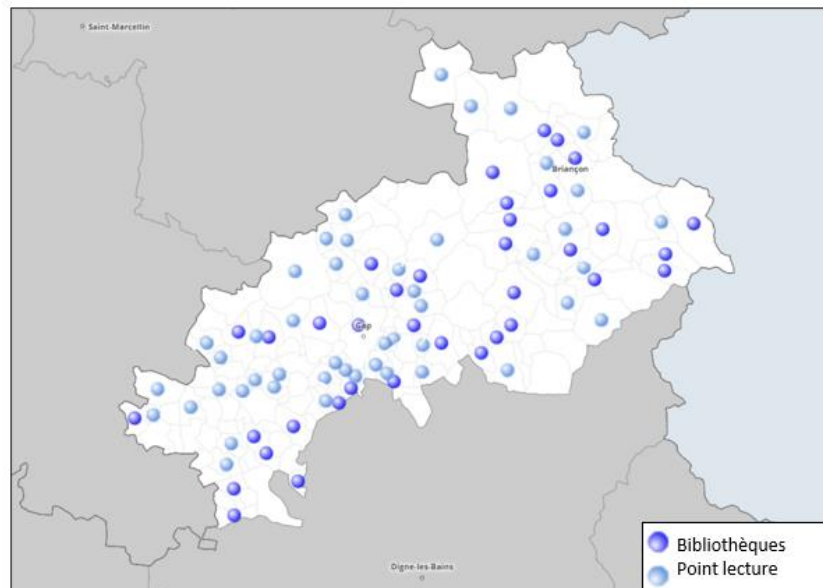 Saint-Marcellin
Briançon
Gap
Digne-les-Bains
Bibliothèques
Point lecture